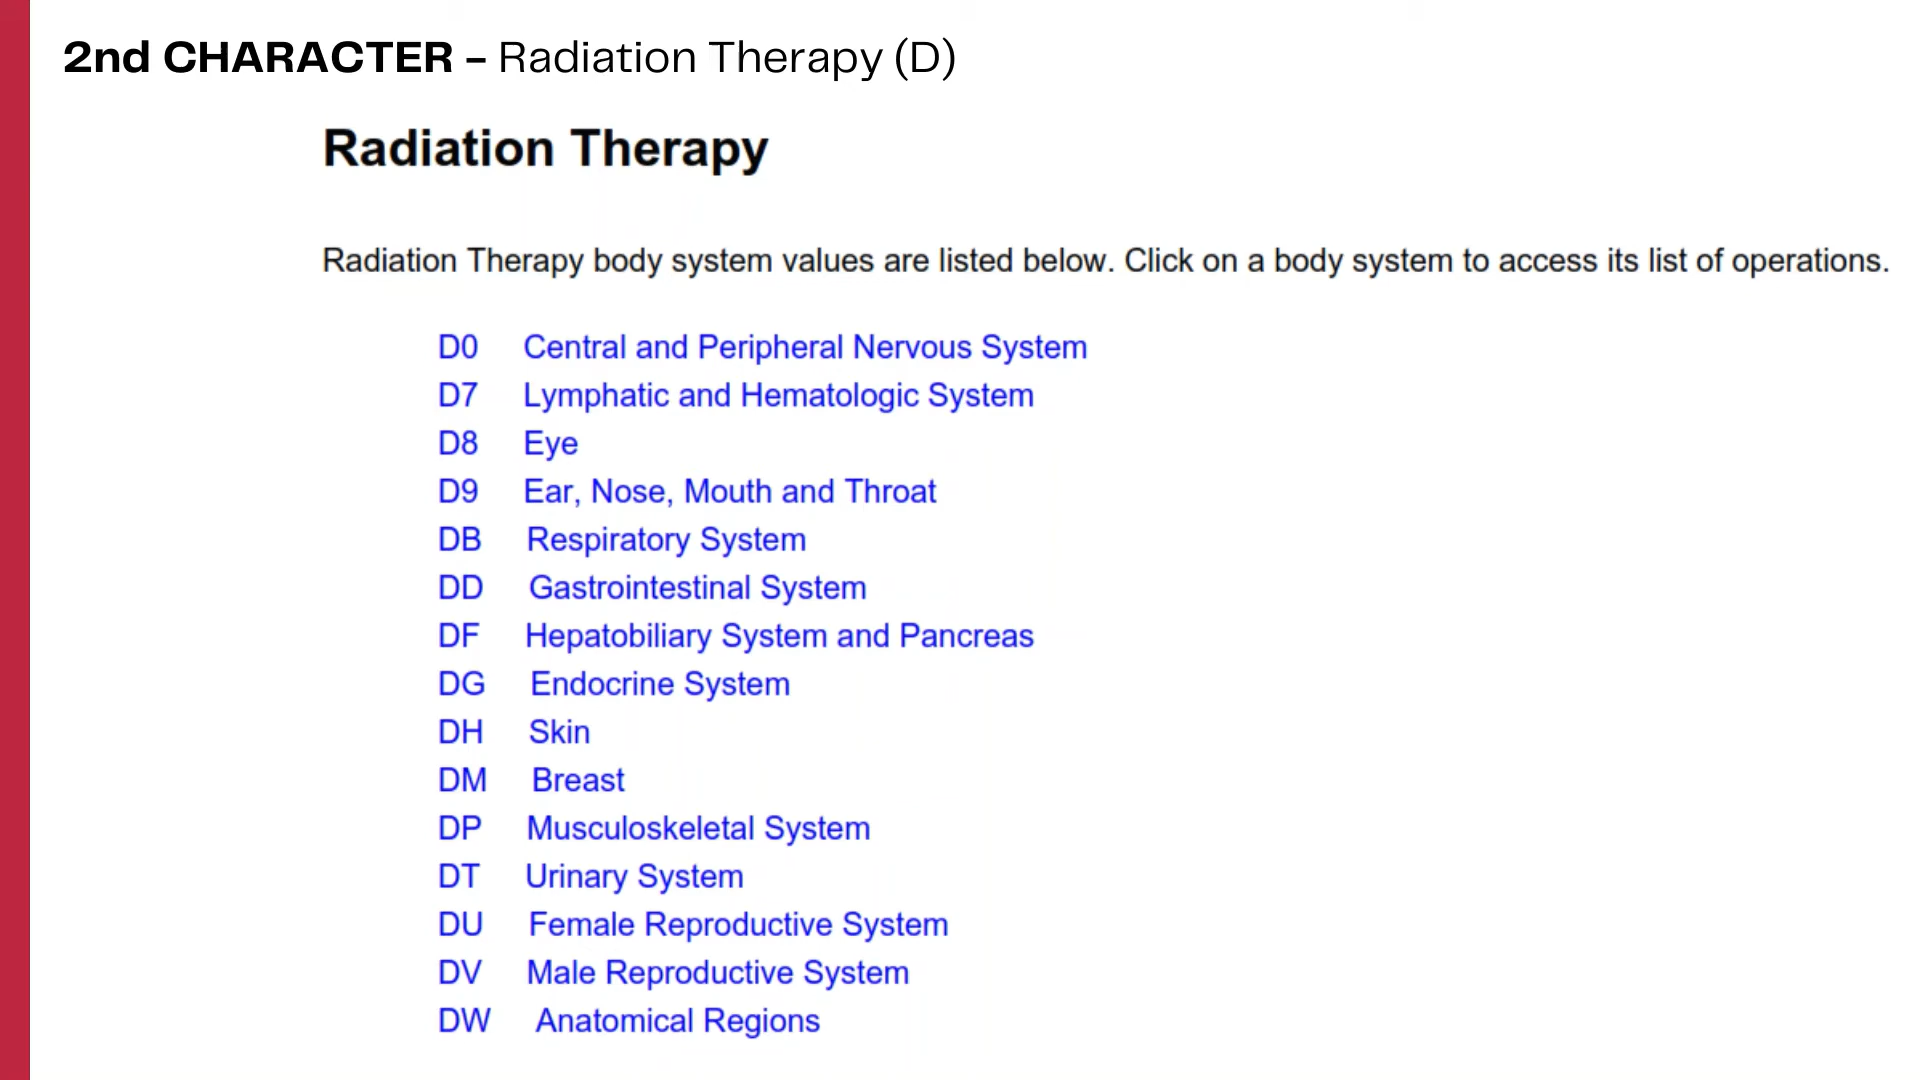 2nd CHARACTER – Radiation Therapy (D)
Radiation Therapy
Radiation Therapy body system values are listed below. Click on a body system to access its list of operations.
D0 Central and Peripheral Nervous System
D7 Lymphatic and Hematologic System
D8 Eye
D9 Ear, Nose, Mouth and Throat
DB Respiratory System
DD Gastrointestinal System
DF Hepatobiliary System and Pancreas
DG Endocrine System
DH Skin
DM Breast
DP Musculoskeletal System
DT Urinary System
DU Female Reproductive System
DV Male Reproductive System
DW Anatomical Regions